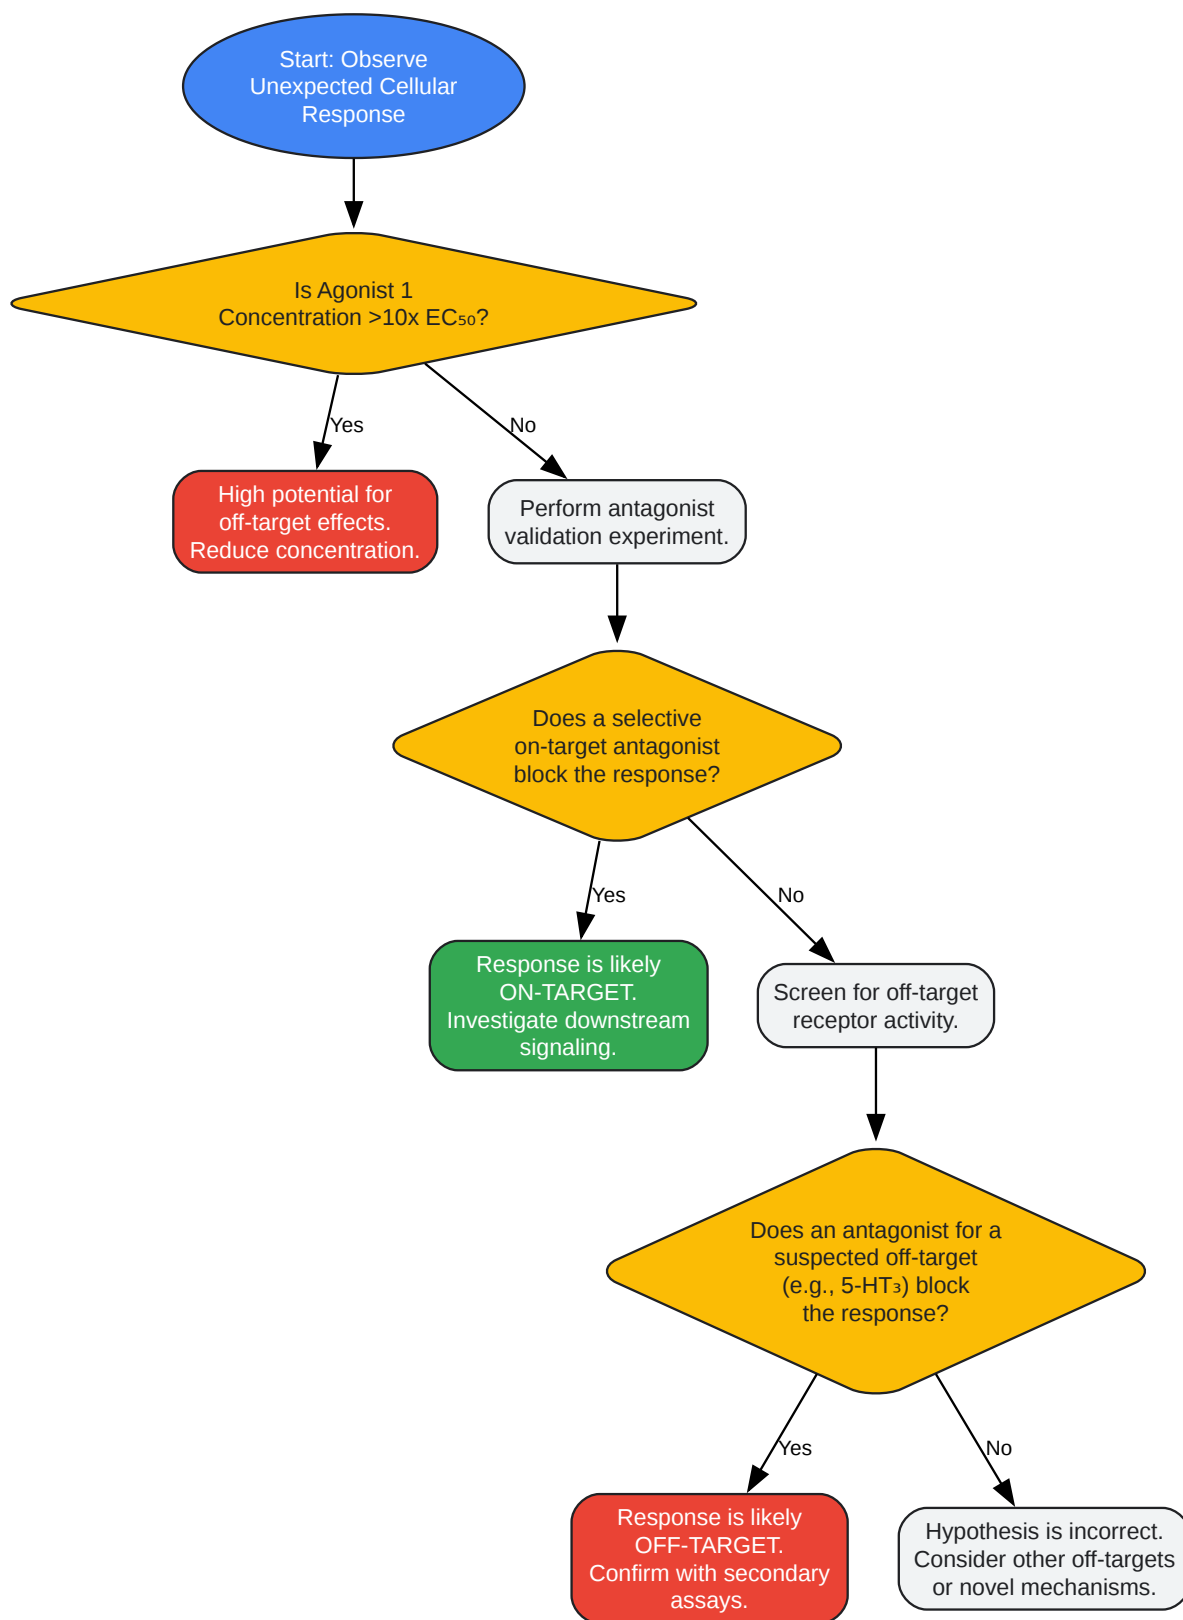 Start: Observe
Unexpected Cellular
Response
Is Agonist 1
Concentration >10x EC₅₀?
Yes
No
High potential for
off-target effects.
Reduce concentration.
Perform antagonist
validation experiment.
Does a selective
on-target antagonist
block the response?
Yes
No
Response is likely
ON-TARGET.
Investigate downstream
signaling.
Screen for off-target
receptor activity.
Does an antagonist for a
suspected off-target
(e.g., 5-HT₃) block
the response?
Yes
No
Response is likely
OFF-TARGET.
Confirm with secondary
assays.
Hypothesis is incorrect.
Consider other off-targets
or novel mechanisms.